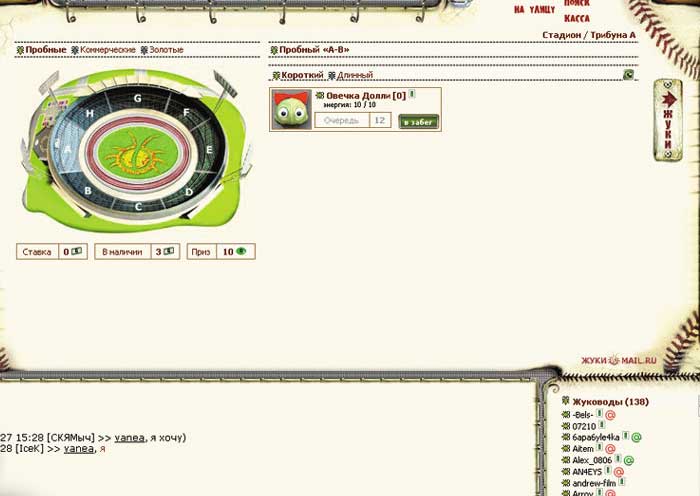 НА УЛИЦУ
ПОИСК
КАССА
Стадион / Трибуна А
Пробные Коммерческие Золотые
Пробный «A-B»
Короткий Длинный
Овечка Долли [0]
энергия: 10 / 10
Очередь 12 в забег
ЖУКИ
G
H F
A E
B D
C
Ставка 0 В наличии 3 Приз 10
ЖУКИ@MAIL.RU
Жуководы (138)
-Bels- @
07210
6apa6yle4ka @
Aitem
Alex_0806 @
AN4EYS @
andrew-film
Arroy @
27 15:28 [СКЯМыч] >> vanea, я хочу)
28 [IceK] >> vanea, я